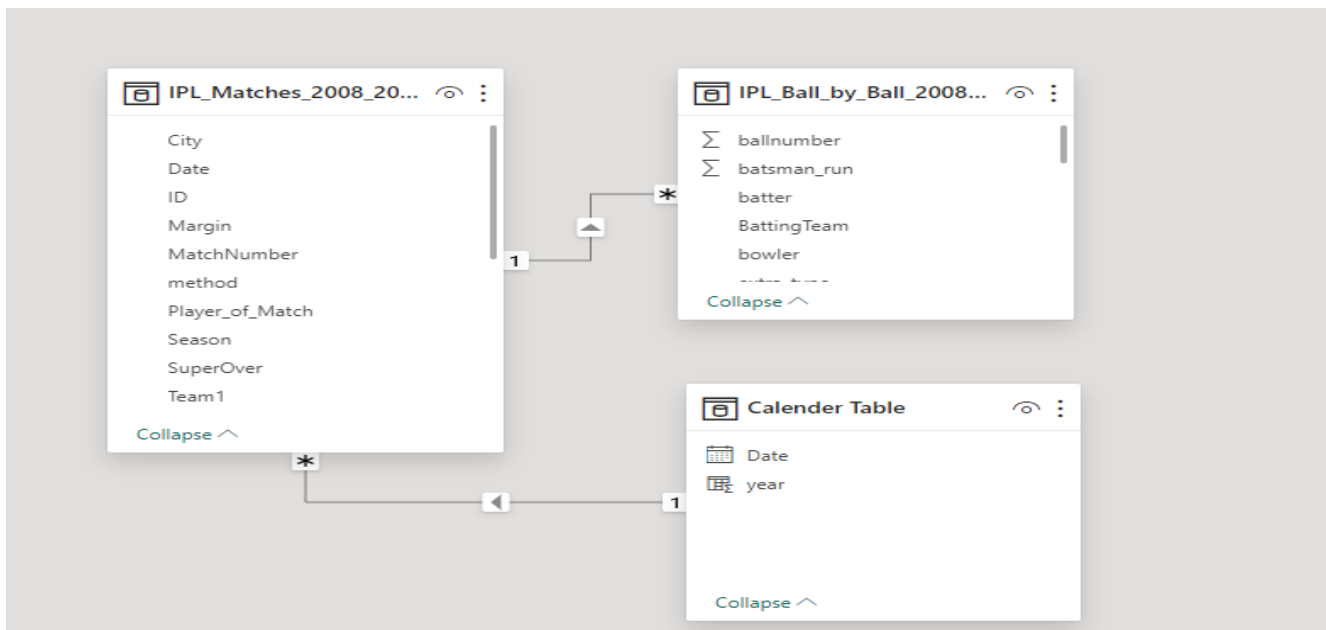 IPL_Matches_2008_20...
City
Date
ID
Margin
MatchNumber
method
Player_of_Match
Season
SuperOver
Team1
Collapse
IPL_Ball_by_Ball_2008...
ballnumber
batsman_run
batter
BattingTeam
bowler
Collapse
1
*
*
1
Calender Table
Date
year
Collapse